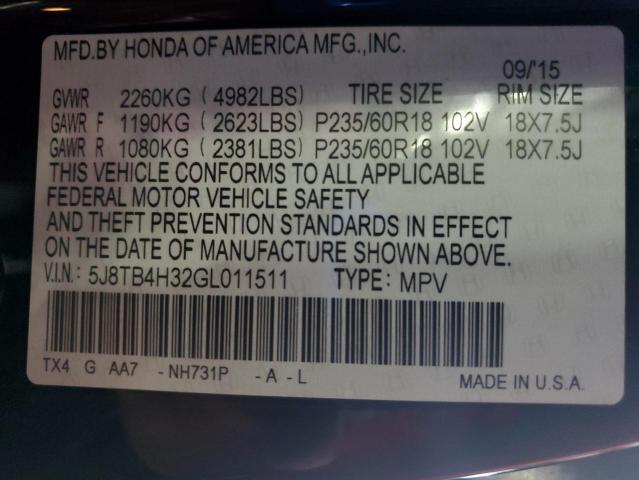 MFD.BY HONDA OF AMERICA MFG.,INC.
09/'15
GVWR 2260KG (4982LBS) TIRE SIZE RIM SIZE
GAWR F 1190KG (2623LBS) P235/60R18 102V 18X7.5J
GAWR R 1080KG (2381LBS) P235/60R18 102V 18X7.5J
THIS VEHICLE CONFORMS TO ALL APPLICABLE
FEDERAL MOTOR VEHICLE SAFETY
AND THEFT PREVENTION STANDARDS IN EFFECT
ON THE DATE OF MANUFACTURE SHOWN ABOVE.
V.I.N.: 5J8TB4H32GL011511 TYPE: MPV
TX4 G AA7 - NH731P - A - L
MADE IN U.S.A.